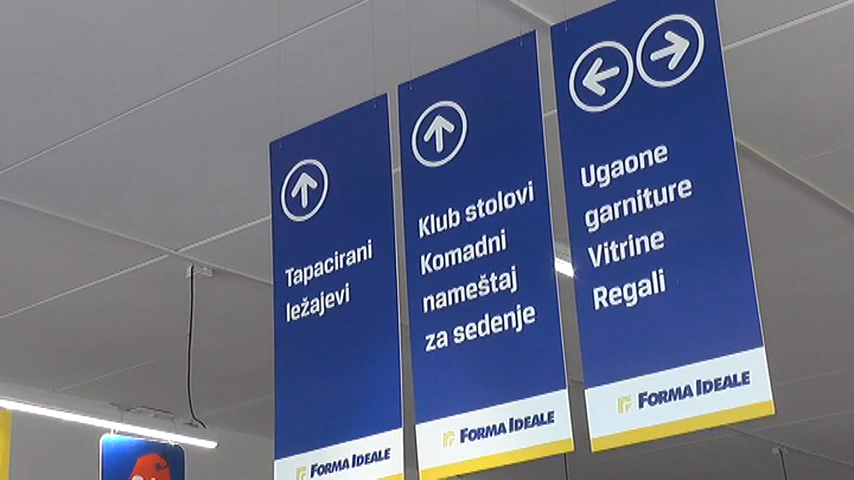 Tapacirani
ležajevi
FORMA IDEALE
Klub stolovi
Komadni
nameštaj
za sedenje
FORMA IDEALE
Ugaone
garniture
Vitrine
Regali
FORMA IDEALE